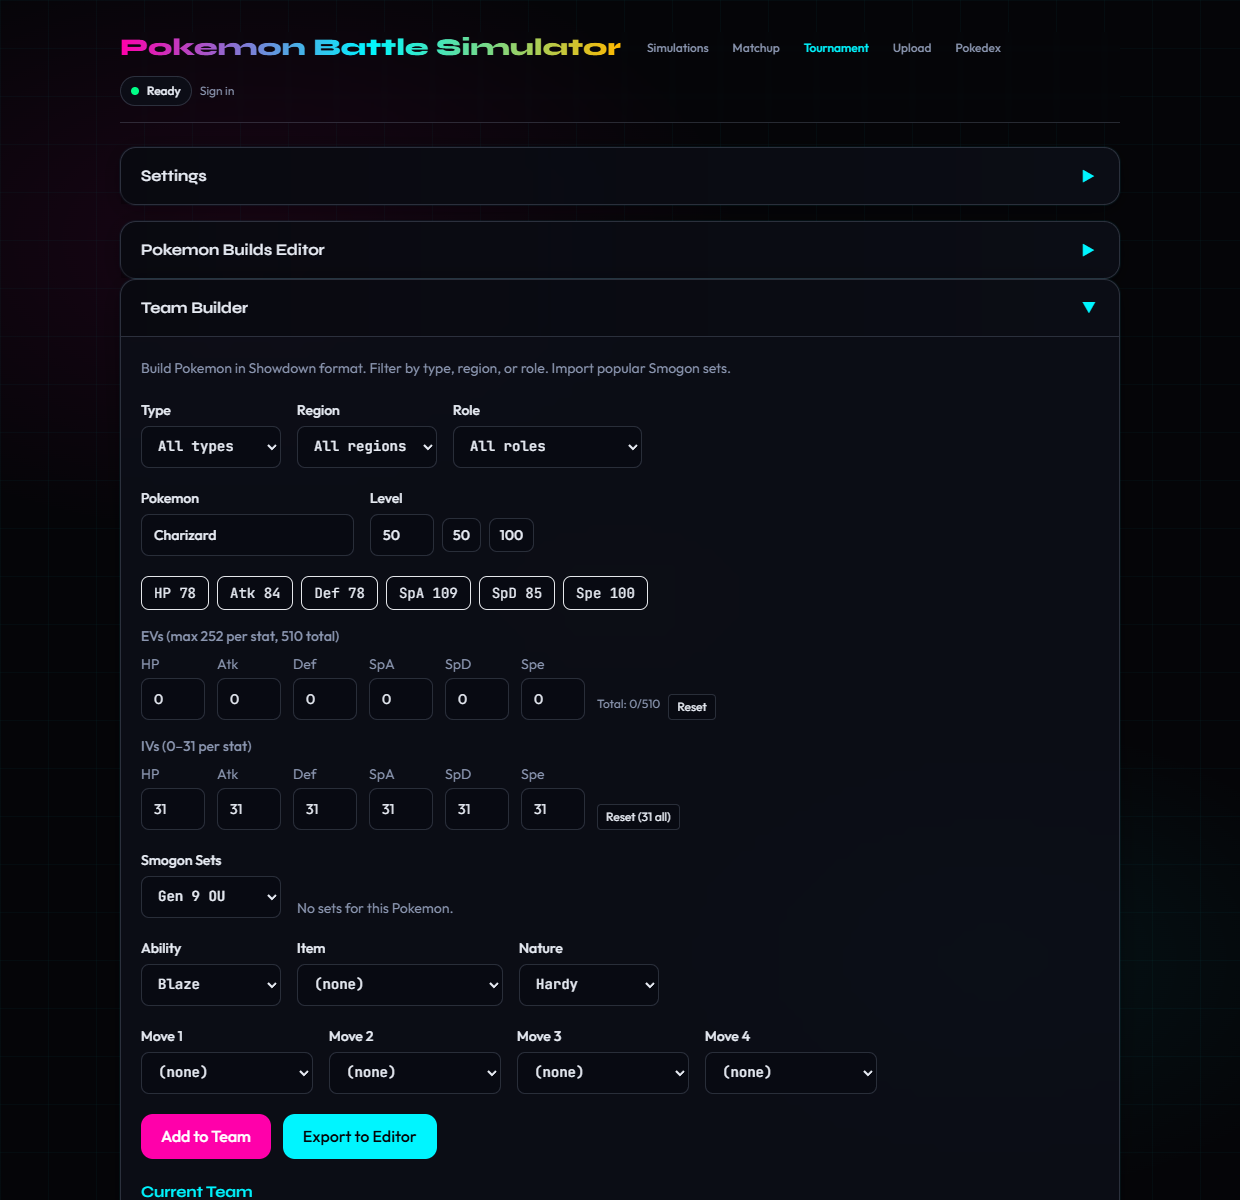 Pokemon Battle Simulator Simulations Matchup Tournament Upload Pokedex
Ready Sign in
Settings
Pokemon Builds Editor
Team Builder
Build Pokemon in Showdown format. Filter by type, region, or role. Import popular Smogon sets.
Type Region Role
All types All regions All roles
Pokemon Level
Charizard 50 50 100
HP 78 Atk 84 Def 78 SpA 109 SpD 85 Spe 100
EVs (max 252 per stat, 510 total)
HP Atk Def SpA SpD Spe
0 0 0 0 0 0 Total: 0/510 Reset
IVs (0–31 per stat)
HP Atk Def SpA SpD Spe
31 31 31 31 31 31 Reset (31 all)
Smogon Sets
Gen 9 OU No sets for this Pokemon.
Ability Item Nature
Blaze (none) Hardy
Move 1 Move 2 Move 3 Move 4
(none) (none) (none) (none)
Add to Team Export to Editor
Current Team